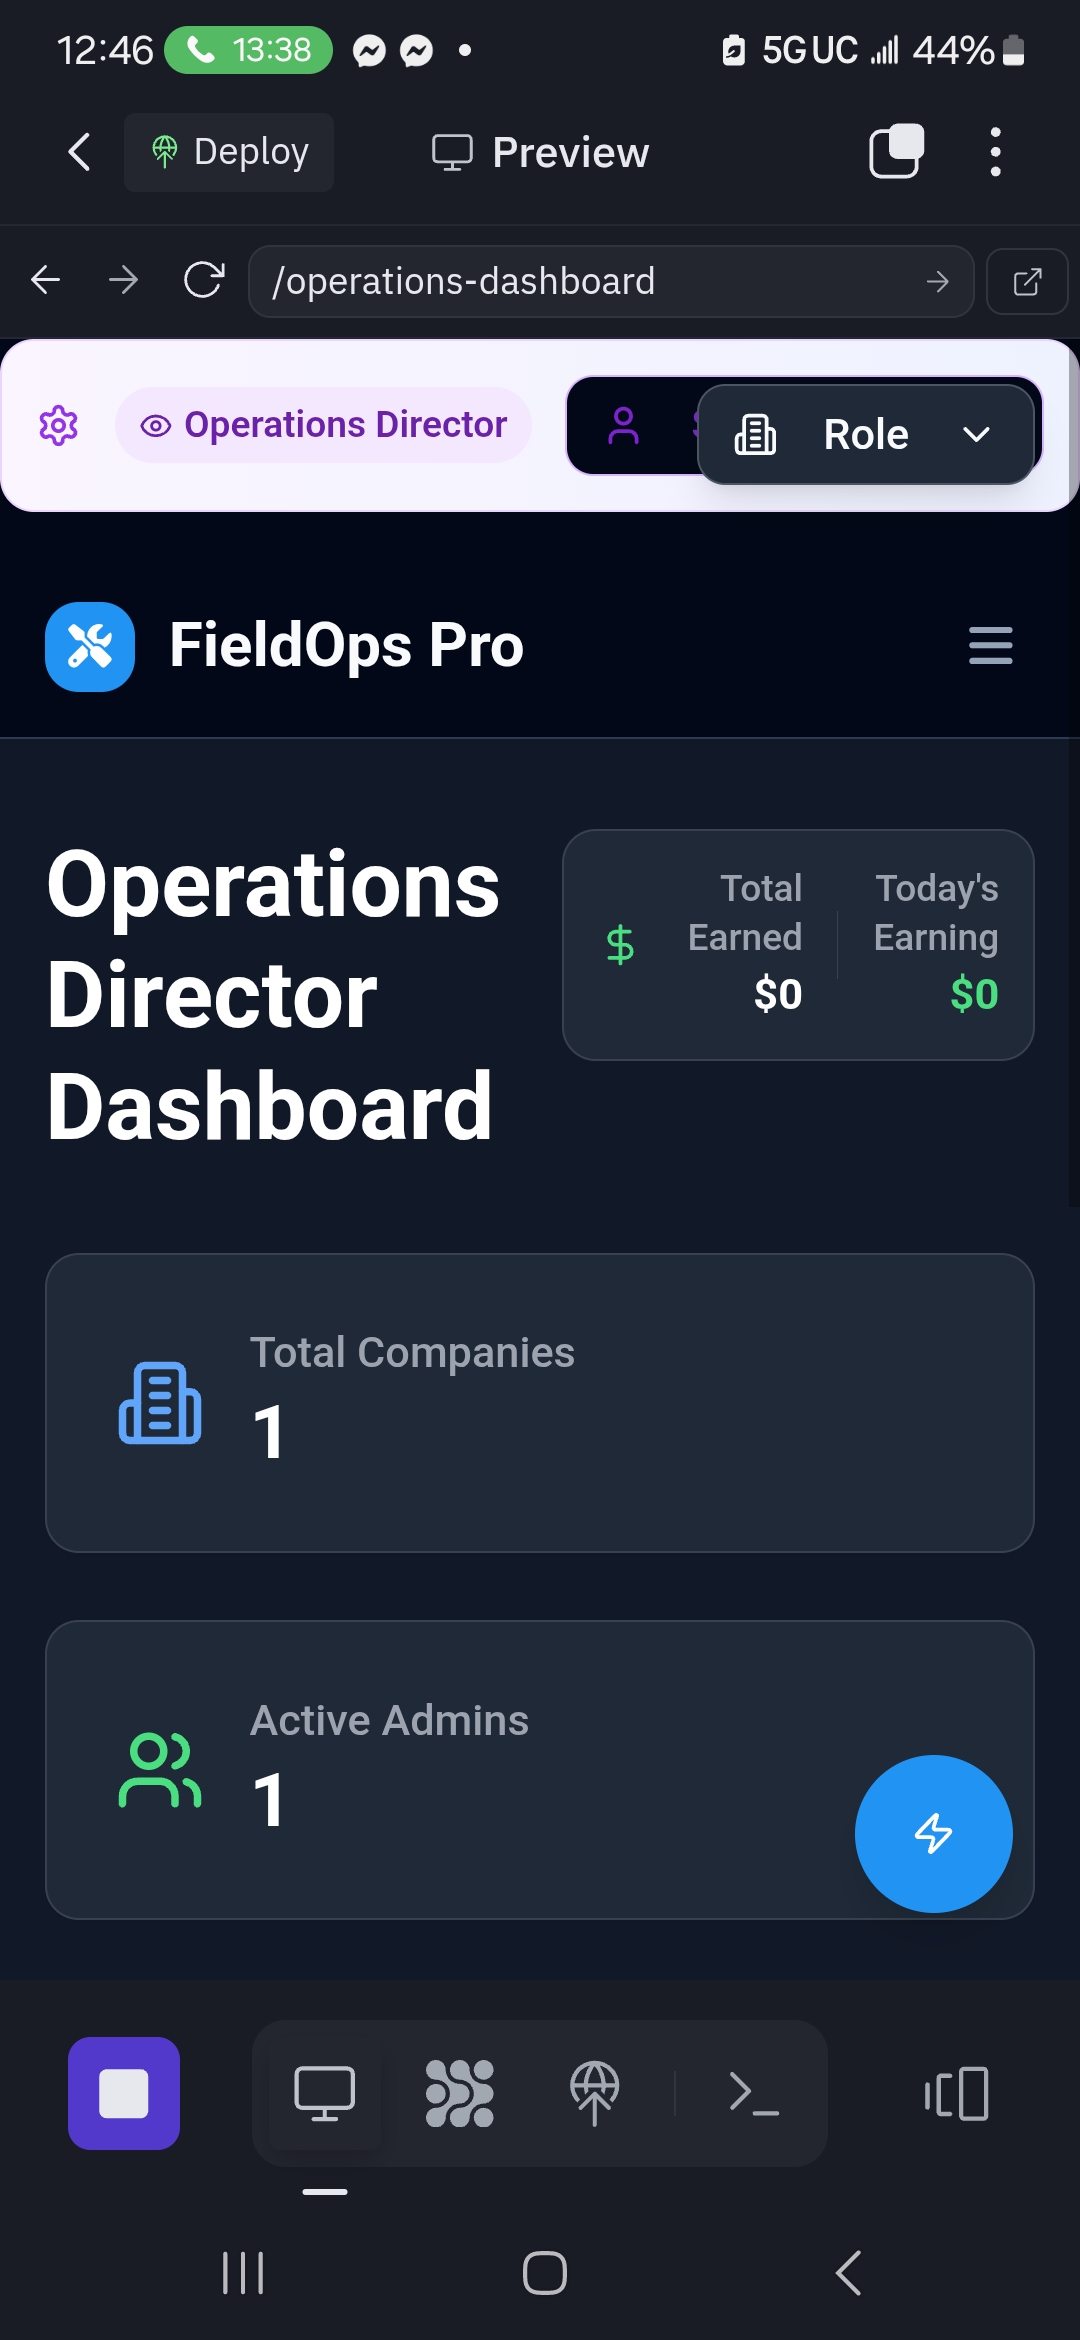 12:46 13:38 5G UC 44%
Deploy Preview
/operations-dashboard
Operations Director Role
FieldOps Pro
Operations
Director
Dashboard
Total
Earned
$0
Today's
Earning
$0
Total Companies
1
Active Admins
1